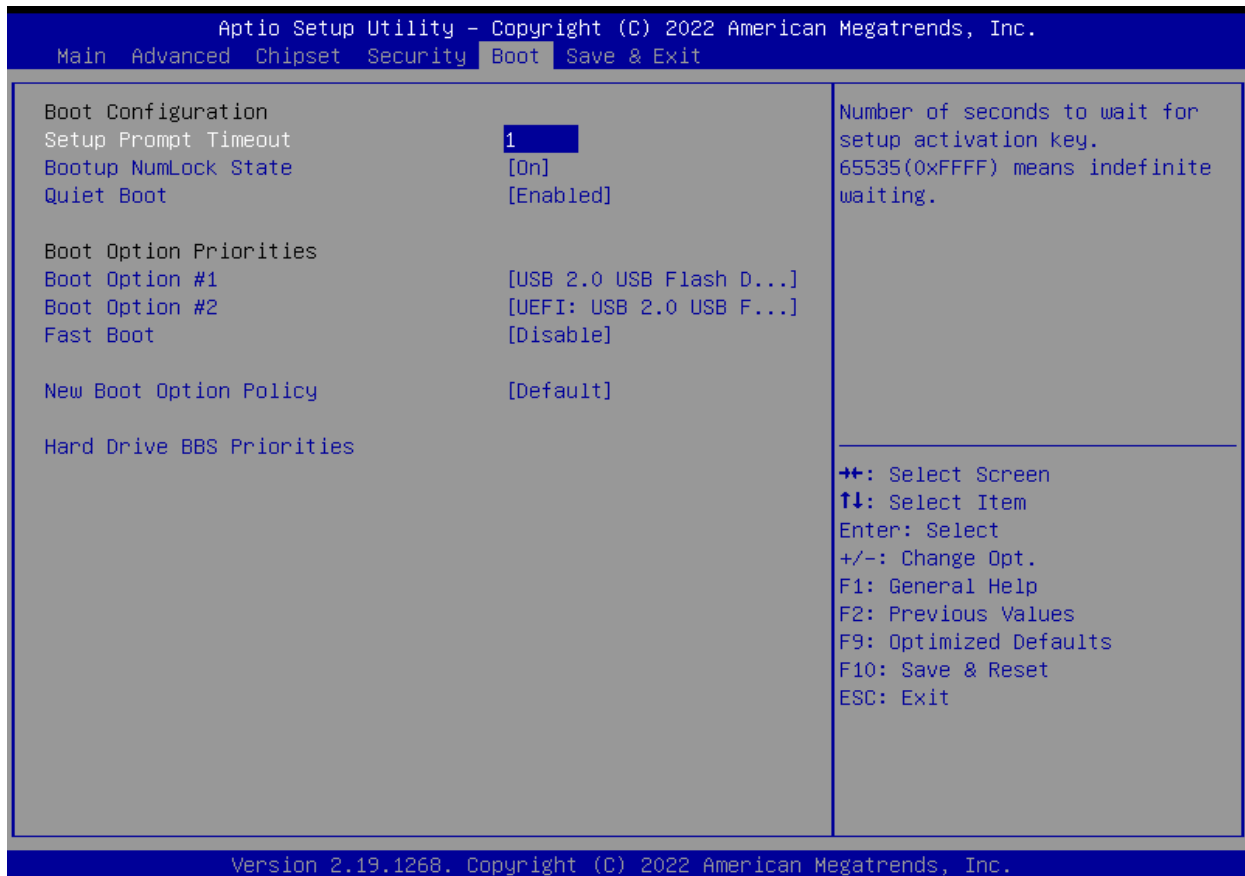 Aptio Setup Utility – Copyright (C) 2022 American Megatrends, Inc.
Main Advanced Chipset Security Boot Save & Exit
Boot Configuration
Setup Prompt Timeout 1
Bootup NumLock State [On]
Quiet Boot [Enabled]
Boot Option Priorities
Boot Option #1 [USB 2.0 USB Flash D...]
Boot Option #2 [UEFI: USB 2.0 USB F...]
Fast Boot [Disable]
New Boot Option Policy [Default]
Hard Drive BBS Priorities
Number of seconds to wait for
setup activation key.
65535(0xFFFF) means indefinite
waiting.
→←: Select Screen
↑↓: Select Item
Enter: Select
+/-: Change Opt.
F1: General Help
F2: Previous Values
F9: Optimized Defaults
F10: Save & Reset
ESC: Exit
Version 2.19.1268. Copyright (C) 2022 American Megatrends, Inc.